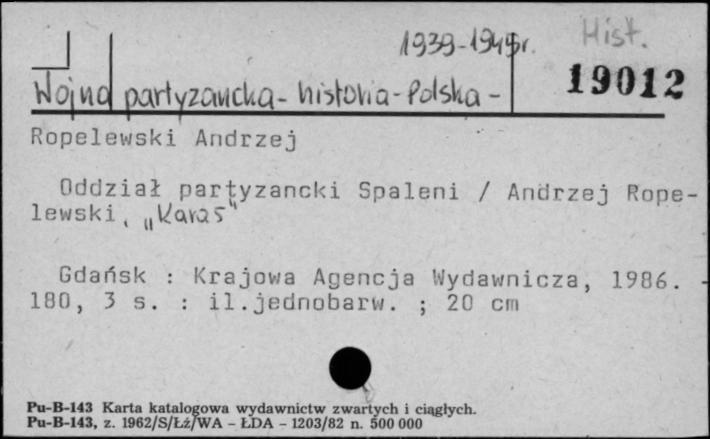 1939-1945r. Hist.
19012
Wojna partyzancka - historia - Polska -
Ropelewski Andrzej
Oddział partyzancki Spaleni / Andrzej Rope-
lewski, „Karaś"
Gdańsk : Krajowa Agencja Wydawnicza, 1986. -
180, 3 s. : il.jednobarw. ; 20 cm
Pu-B-143 Karta katalogowa wydawnictw zwartych i ciągłych.
Pu-B-143, z. 1962/S/Łź/WA - ŁDA - 1203/82 n. 500 000